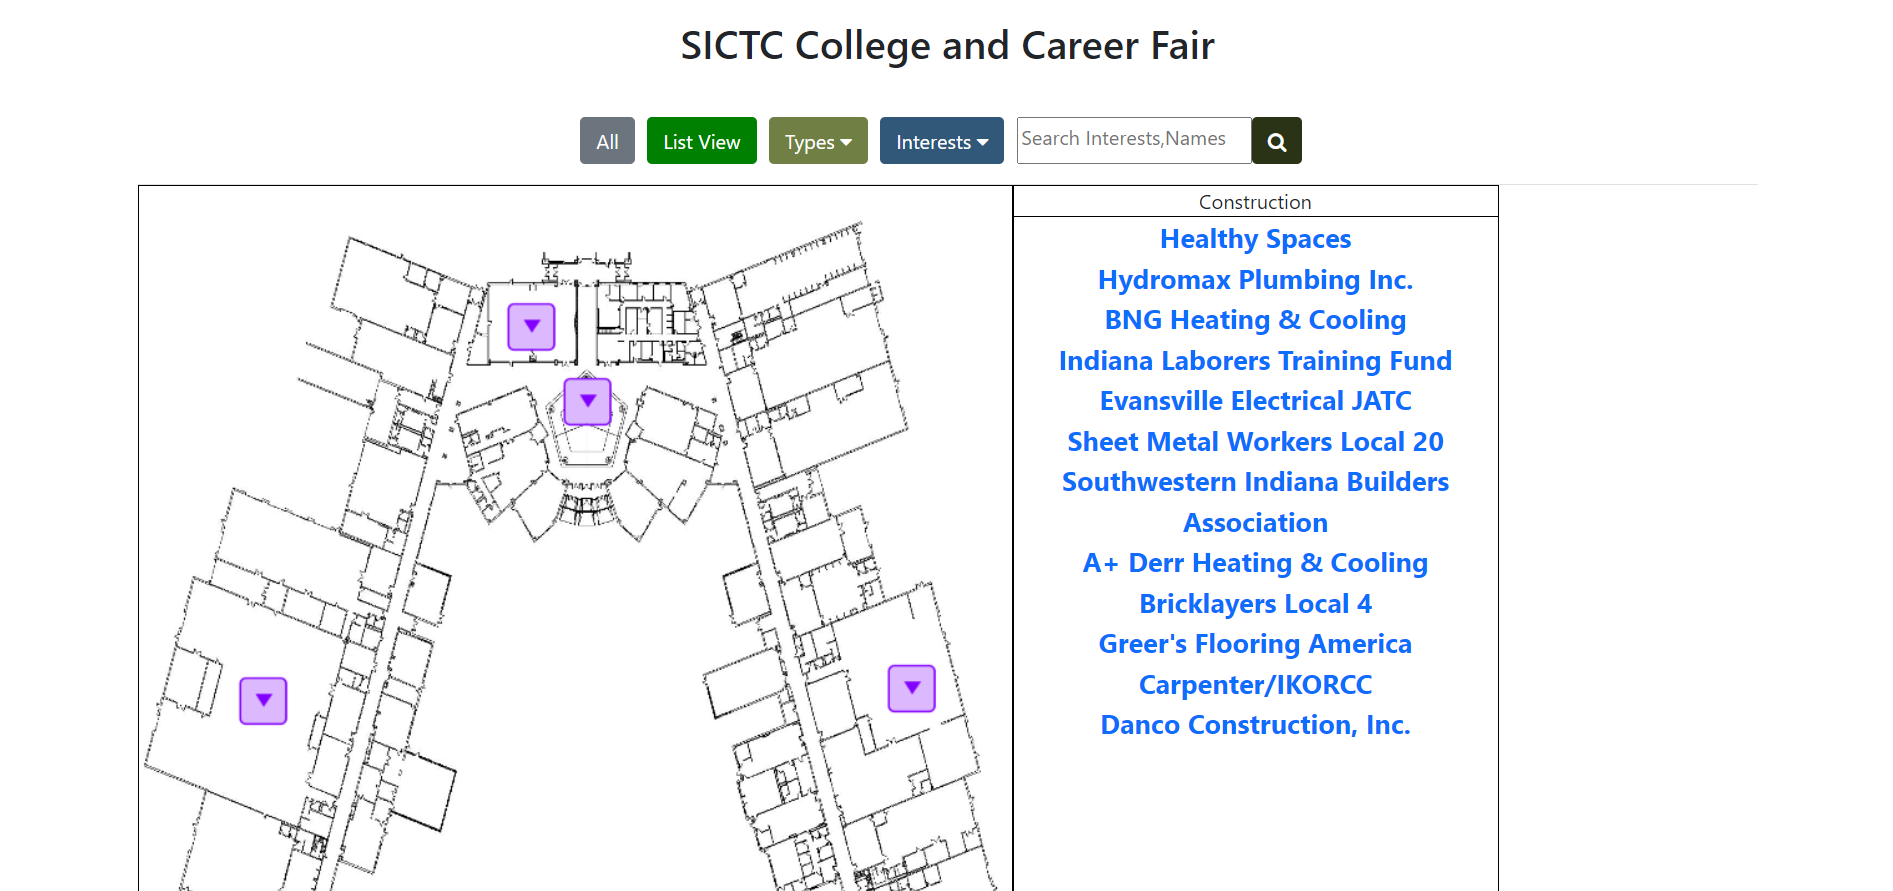 SICTC College and Career Fair
All
List View
Types
Interests
Search Interests,Names
Construction
Healthy Spaces
Hydromax Plumbing Inc.
BNG Heating & Cooling
Indiana Laborers Training Fund
Evansville Electrical JATC
Sheet Metal Workers Local 20
Southwestern Indiana Builders
Association
A+ Derr Heating & Cooling
Bricklayers Local 4
Greer's Flooring America
Carpenter/IKORCC
Danco Construction, Inc.